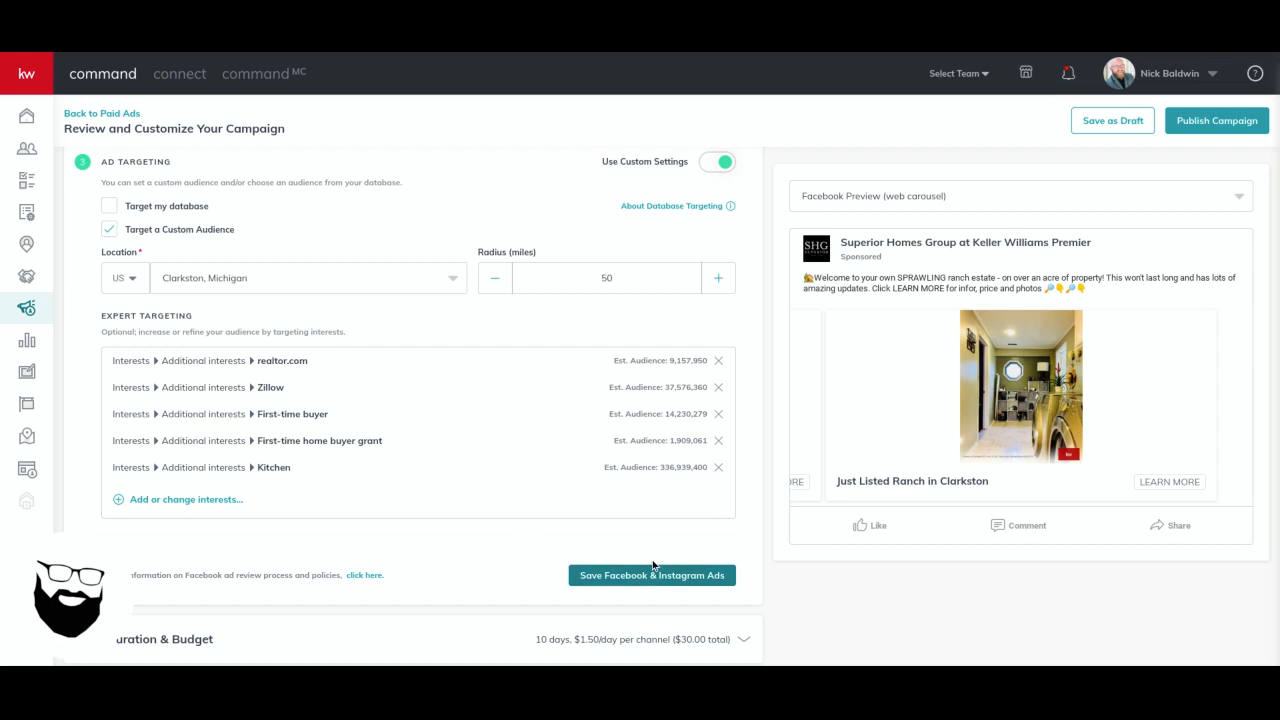 kw
command
connect
command MC
Select Team
Nick Baldwin
?
Back to Paid Ads
Review and Customize Your Campaign
Save as Draft
Publish Campaign
3 AD TARGETING
Use Custom Settings
You can set a custom audience and/or choose an audience from your database.
Target my database
About Database Targeting
Target a Custom Audience
Location *
Radius (miles)
US
Clarkston, Michigan
50
EXPERT TARGETING
Optional; increase or refine your audience by targeting interests.
Interests Additional interests realtor.com Est. Audience: 9,157,950
Interests Additional interests Zillow Est. Audience: 37,576,360
Interests Additional interests First-time buyer Est. Audience: 14,230,279
Interests Additional interests First-time home buyer grant Est. Audience: 1,909,061
Interests Additional interests Kitchen Est. Audience: 336,939,400
Add or change interests...
nformation on Facebook ad review process and policies, click here.
Save Facebook & Instagram Ads
uration & Budget
10 days, $1.50/day per channel ($30.00 total)
Facebook Preview (web carousel)
SHG
Superior Homes Group at Keller Williams Premier
Sponsored
🏡Welcome to your own SPRAWLING ranch estate - on over an acre of property! This won't last long and has lots of
amazing updates. Click LEARN MORE for infor, price and photos 🔎👇🔎👇
kw
ORE
Just Listed Ranch in Clarkston
LEARN MORE
Like
Comment
Share